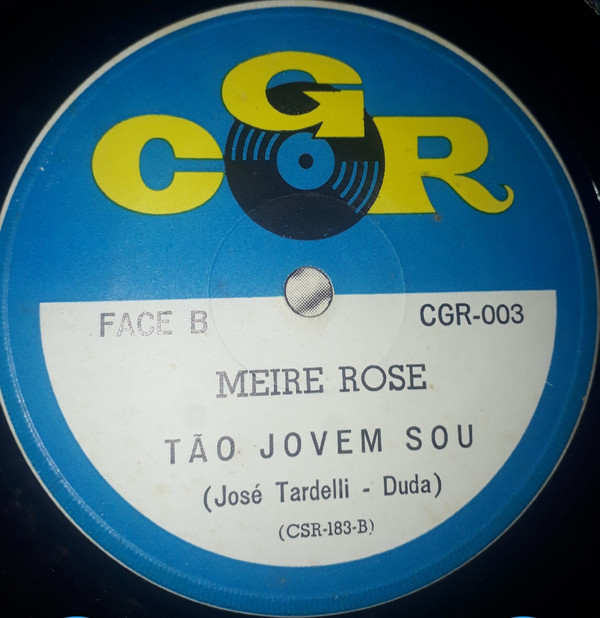 CGR
FACE B
CGR-003
MEIRE ROSE
TÃO JOVEM SOU
(José Tardelli - Duda)
(CSR-183-B)